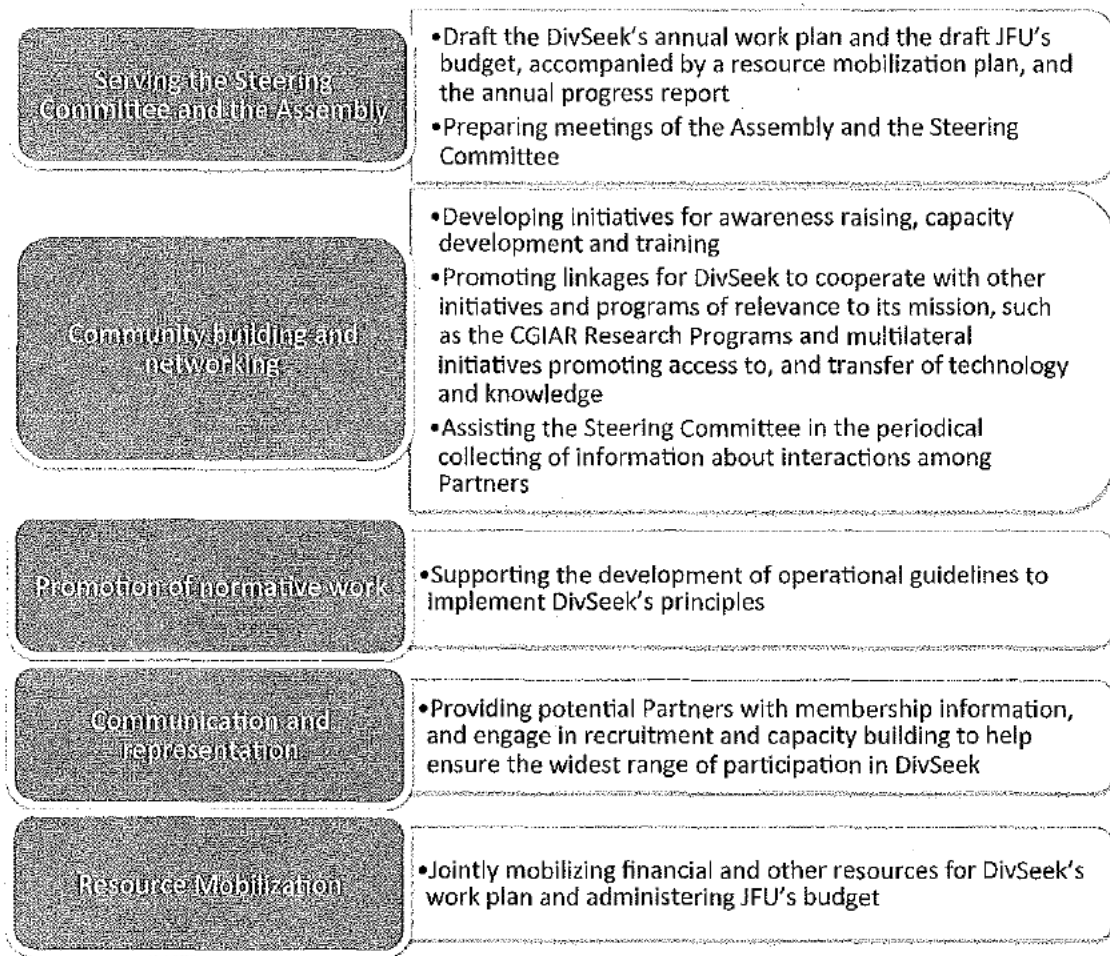 Serving the Steering
Committee and the Assembly
•Draft the DivSeek's annual work plan and the draft JFU's
budget, accompanied by a resource mobilization plan, and
the annual progress report
•Preparing meetings of the Assembly and the Steering
Committee
Community building and
networking
•Developing initiatives for awareness raising, capacity
development and training
•Promoting linkages for DivSeek to cooperate with other
initiatives and programs of relevance to its mission, such
as the CGIAR Research Programs and multilateral
initiatives promoting access to, and transfer of technology
and knowledge
•Assisting the Steering Committee in the periodical
collecting of information about interactions among
Partners
Promotion of normative work
•Supporting the development of operational guidelines to
implement DivSeek's principles
Communication and
representation
•Providing potential Partners with membership information,
and engage in recruitment and capacity building to help
ensure the widest range of participation in DivSeek
Resource Mobilization
•Jointly mobilizing financial and other resources for DivSeek's
work plan and administering JFU's budget